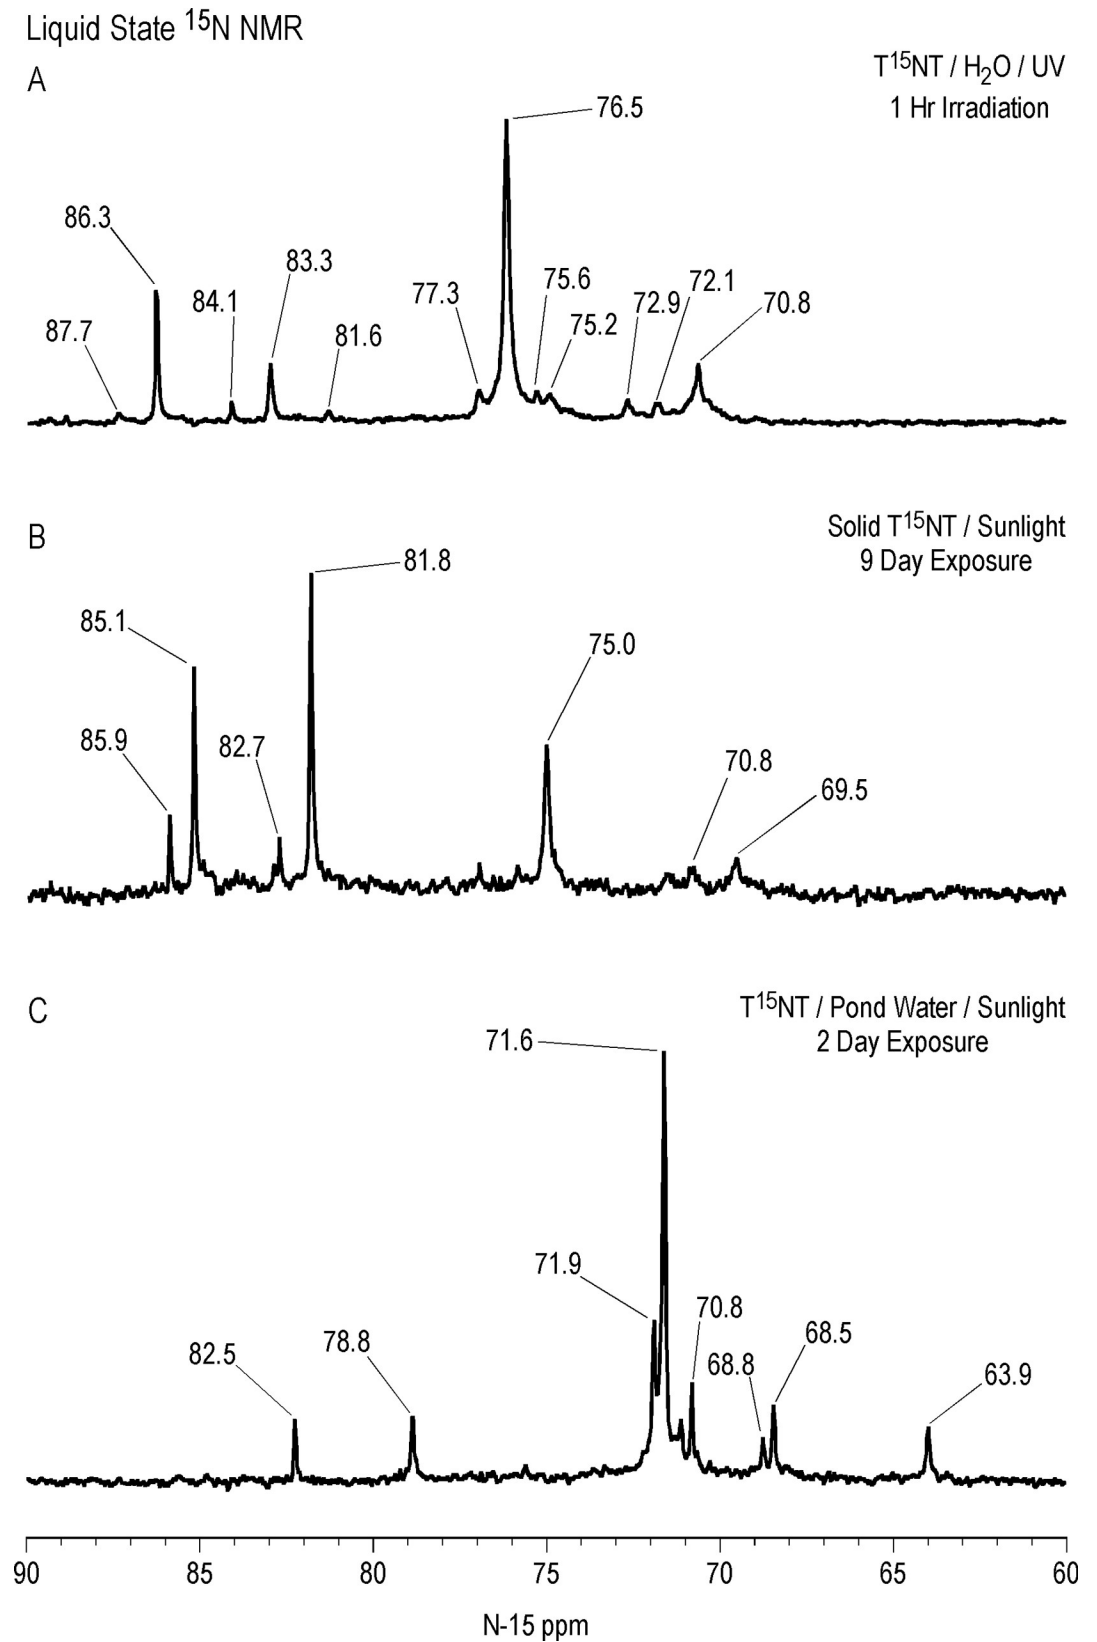 Liquid State ¹⁵N NMR
A
T¹⁵NT / H₂O / UV
1 Hr Irradiation
76.5
86.3
83.3
75.6
72.1
77.3
84.1
72.9
70.8
75.2
87.7
81.6
B
Solid T¹⁵NT / Sunlight
9 Day Exposure
81.8
85.1
75.0
85.9
82.7
70.8
69.5
C
T¹⁵NT / Pond Water / Sunlight
2 Day Exposure
71.6
71.9
70.8
68.5
82.5
78.8
68.8
63.9
90 85 80 75 70 65 60
N-15 ppm